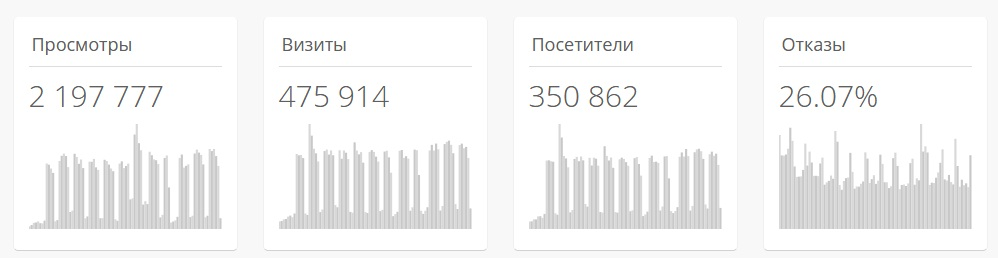 Просмотры
2 197 777
Визиты
475 914
Посетители
350 862
Отказы
26.07%